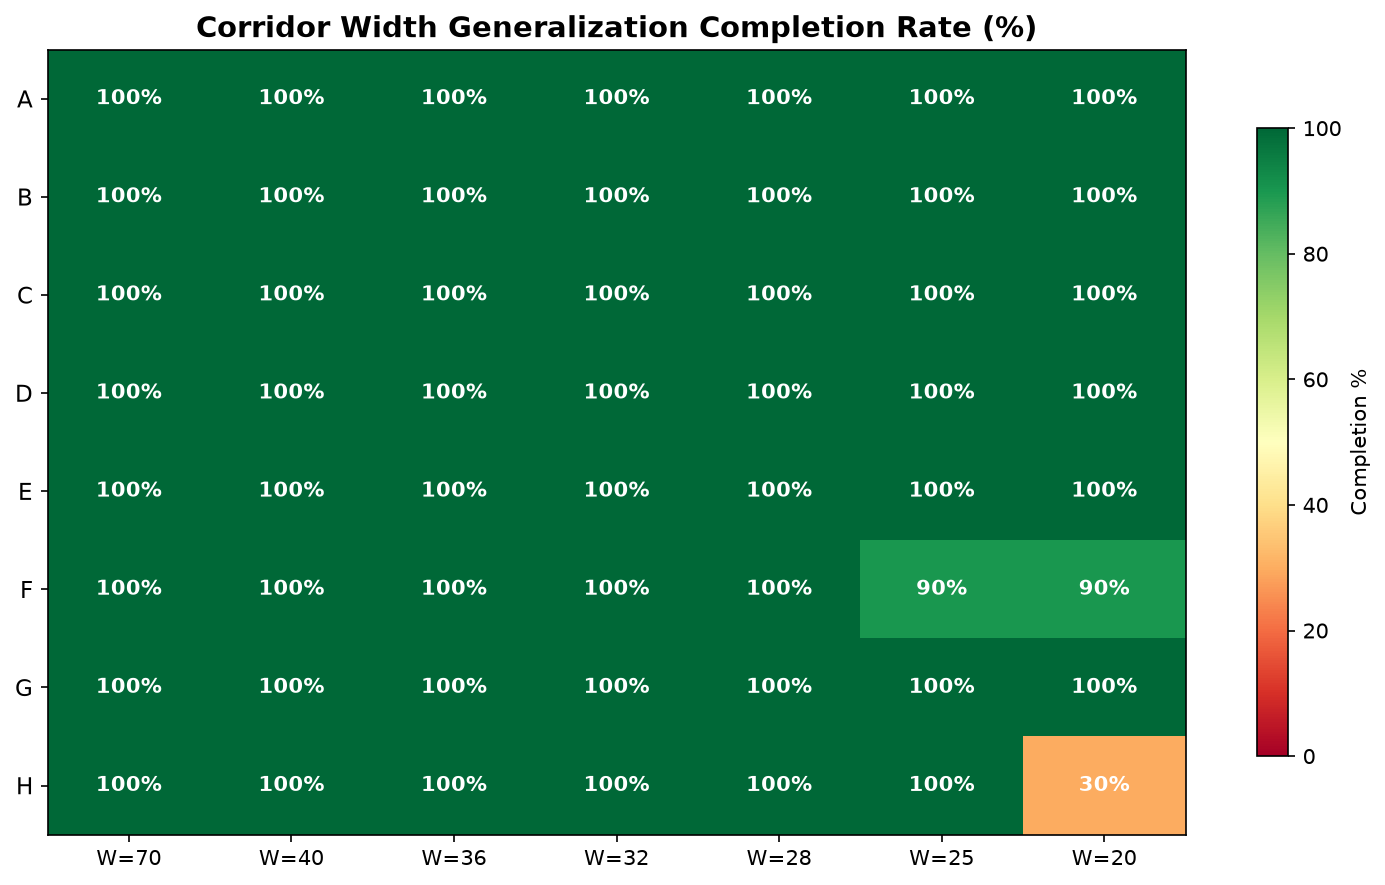 Corridor Width Generalization Completion Rate (%)
A 100% 100% 100% 100% 100% 100% 100%
B 100% 100% 100% 100% 100% 100% 100%
C 100% 100% 100% 100% 100% 100% 100%
D 100% 100% 100% 100% 100% 100% 100%
E 100% 100% 100% 100% 100% 100% 100%
F 100% 100% 100% 100% 100% 90% 90%
G 100% 100% 100% 100% 100% 100% 100%
H 100% 100% 100% 100% 100% 100% 30%
W=70 W=40 W=36 W=32 W=28 W=25 W=20
100
80
60
40
20
0
Completion %